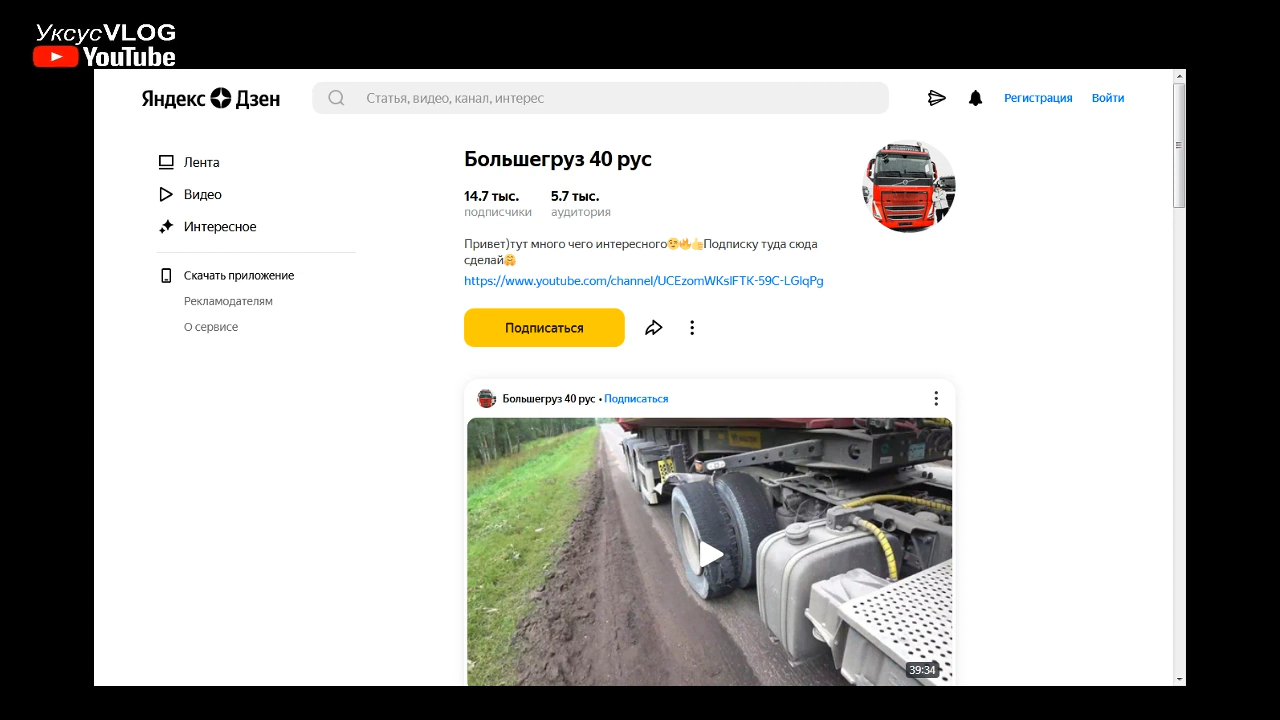 УксусVLOG
YouTube
Яндекс Дзен
Статья, видео, канал, интерес
Регистрация
Войти
Лента
Видео
Интересное
Скачать приложение
Рекламодателям
О сервисе
Большегруз 40 рус
14.7 тыс. 5.7 тыс.
подписчики аудитория
Привет)тут много чего интересного😉🔥👍Подписку туда сюда
сделай🤗
https://www.youtube.com/channel/UCEzomWKslFTK-59C-LGlqPg
Подписаться
Большегруз 40 рус • Подписаться
39:34